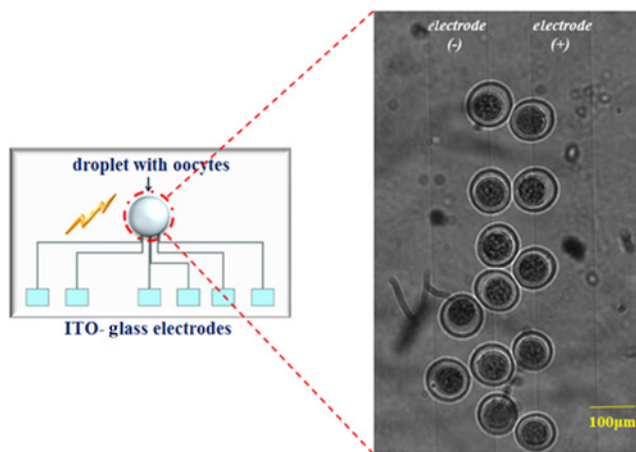 electrode electrode
(-) (+)
droplet with oocytes
ITO- glass electrodes
100µm